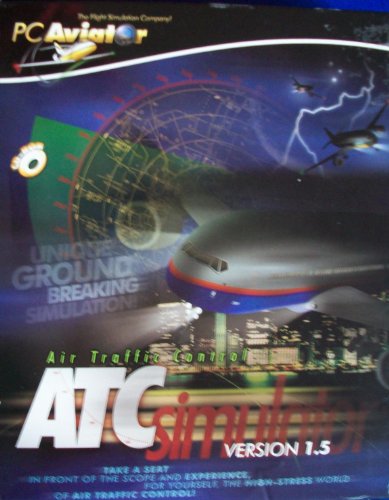 The Flight Simulation Company!
PC Aviator
UNIQUE
GROUND
BREAKING
SIMULATION!
Air Traffic Control
ATC simulator
VERSION 1.5
TAKE A SEAT
IN FRONT OF THE SCOPE AND EXPERIENCE,
FOR YOURSELF, THE HIGH-STRESS WORLD
OF AIR TRAFFIC CONTROL!